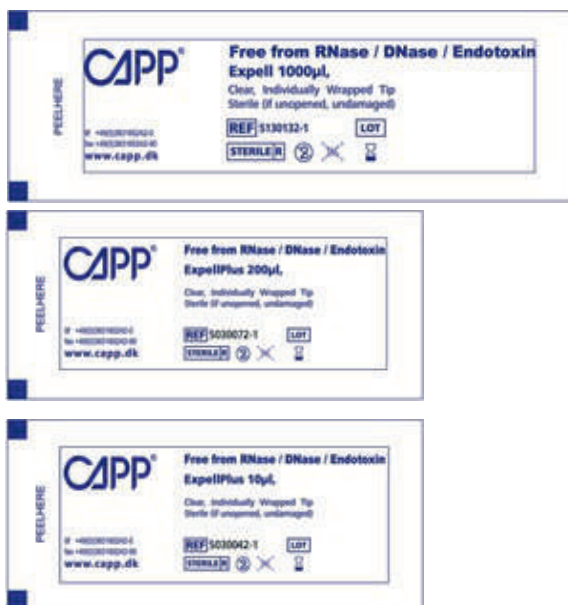 PEELHERE
CAPP®
www.capp.dk
Free from RNase / DNase / Endotoxin
Expell 1000µl,
Clear, Individually Wrapped Tip
Sterile (if unopened, undamaged)
REF 5130132-1 LOT
STERILE R 2
PEELHERE
CAPP®
www.capp.dk
Free from RNase / DNase / Endotoxin
ExpellPlus 200µl,
Clear, Individually Wrapped Tip
Sterile (if unopened, undamaged)
REF 5030072-1 LOT
STERILE R 2
PEELHERE
CAPP®
www.capp.dk
Free from RNase / DNase / Endotoxin
ExpellPlus 10µl,
Clear, Individually Wrapped Tip
Sterile (if unopened, undamaged)
REF 5030042-1 LOT
STERILE R 2